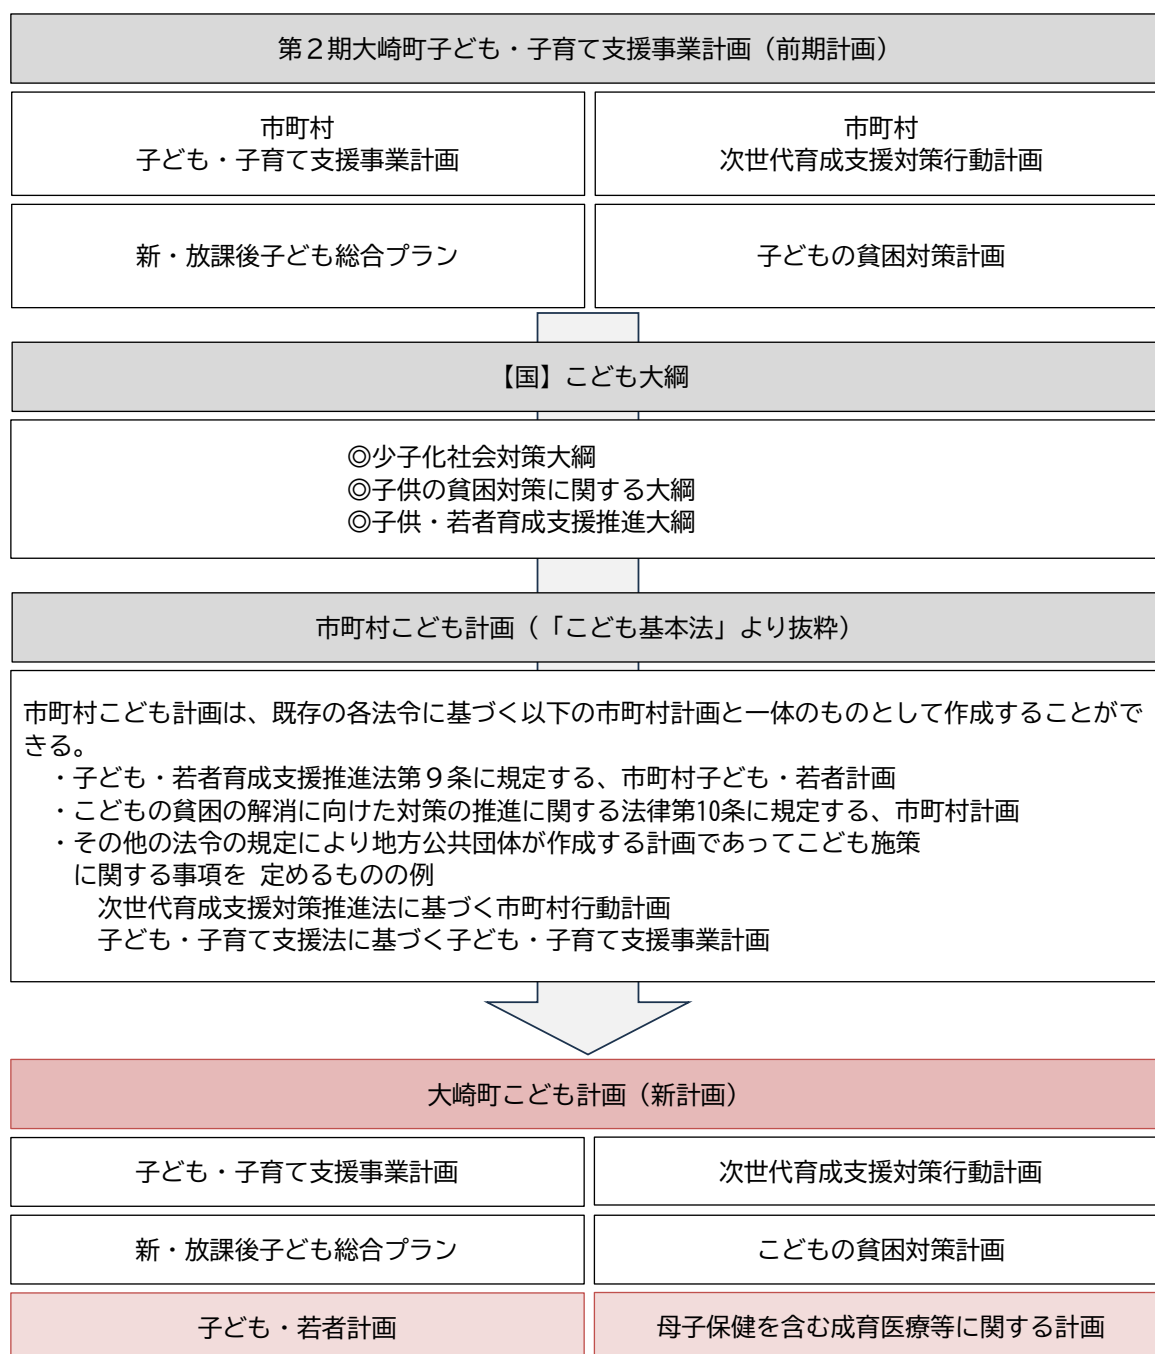 第２期大崎町子ども・子育て支援事業計画（前期計画）
市町村
子ども・子育て支援事業計画
市町村
次世代育成支援対策行動計画
新・放課後子ども総合プラン
子どもの貧困対策計画
【国】こども大綱
◎少子化社会対策大綱
◎子供の貧困対策に関する大綱
◎子供・若者育成支援推進大綱
市町村こども計画（「こども基本法」より抜粋）
市町村こども計画は、既存の各法令に基づく以下の市町村計画と一体のものとして作成することがで
きる。
・子ども・若者育成支援推進法第９条に規定する、市町村子ども・若者計画
・こどもの貧困の解消に向けた対策の推進に関する法律第10条に規定する、市町村計画
・その他の法令の規定により地方公共団体が作成する計画であってこども施策
に関する事項を 定めるものの例
次世代育成支援対策推進法に基づく市町村行動計画
子ども・子育て支援法に基づく子ども・子育て支援事業計画
大崎町こども計画（新計画）
子ども・子育て支援事業計画
次世代育成支援対策行動計画
新・放課後子ども総合プラン
こどもの貧困対策計画
子ども・若者計画
母子保健を含む成育医療等に関する計画